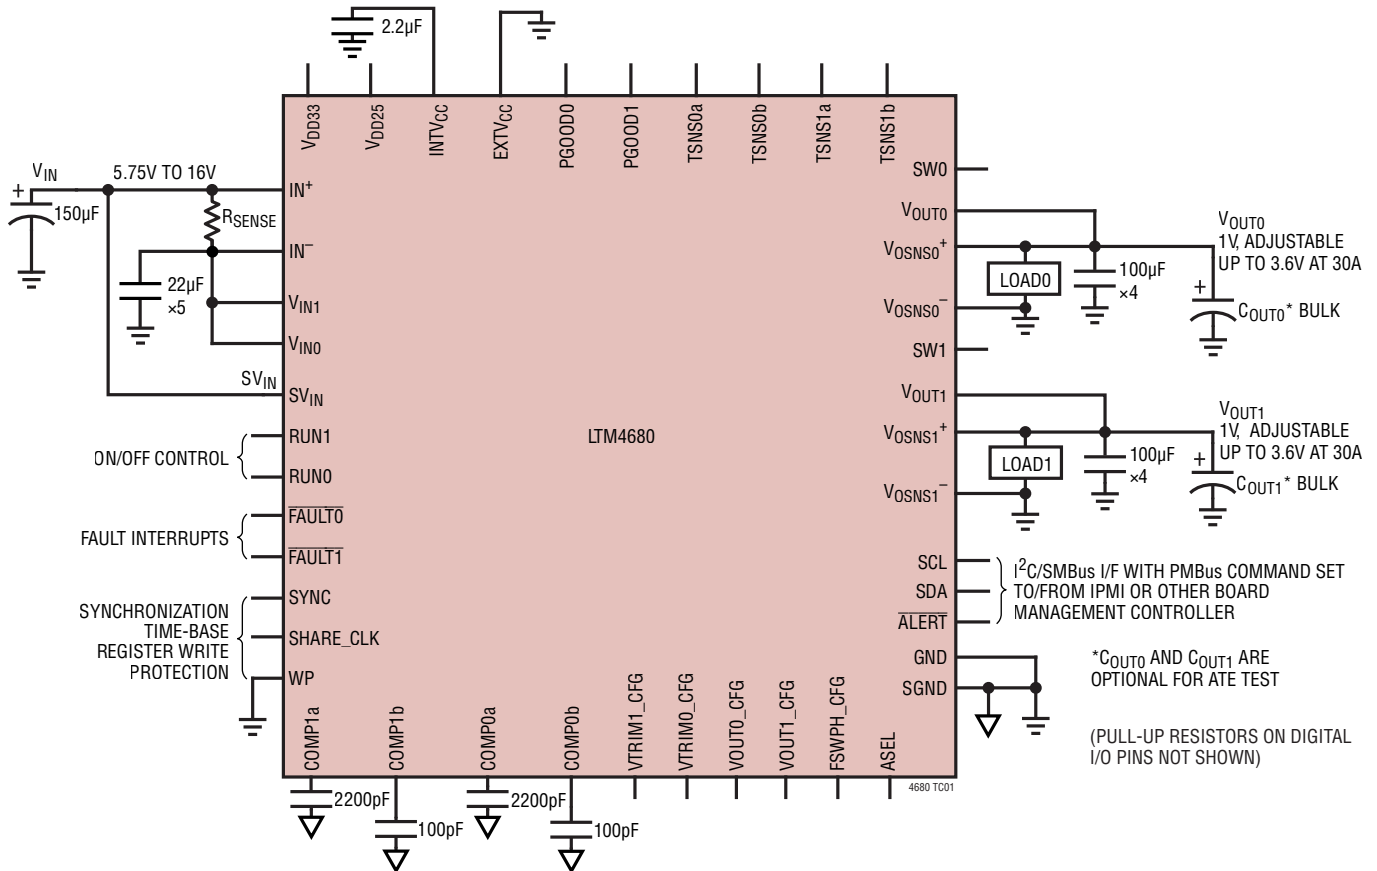 2.2µF
VDD33
VDD25
INTVCC
EXTVCC
PGOOD0
PGOOD1
TSNS0a
TSNS0b
TSNS1a
TSNS1b
VIN
5.75V TO 16V
+
150µF
RSENSE
22µF
×5
SVIN
IN+
IN−
VIN1
VIN0
SVIN
RUN1
RUN0
FAULT0
FAULT1
SYNC
SHARE_CLK
WP
ON/OFF CONTROL
FAULT INTERRUPTS
SYNCHRONIZATION
TIME-BASE
REGISTER WRITE
PROTECTION
LTM4680
SW0
VOUT0
VOSNS0+
VOSNS0−
SW1
VOUT1
VOSNS1+
VOSNS1−
SCL
SDA
ALERT
GND
SGND
LOAD0
100µF
×4
VOUT0
1V, ADJUSTABLE
UP TO 3.6V AT 30A
+
COUT0* BULK
LOAD1
100µF
×4
VOUT1
1V, ADJUSTABLE
UP TO 3.6V AT 30A
+
COUT1* BULK
I2C/SMBus I/F WITH PMBus COMMAND SET
TO/FROM IPMI OR OTHER BOARD
MANAGEMENT CONTROLLER
*COUT0 AND COUT1 ARE
OPTIONAL FOR ATE TEST
(PULL-UP RESISTORS ON DIGITAL
I/O PINS NOT SHOWN)
COMP1a
COMP1b
COMP0a
COMP0b
VTRIM1_CFG
VTRIM0_CFG
VOUT0_CFG
VOUT1_CFG
FSWPH_CFG
ASEL
4680 TC01
2200pF
100pF
2200pF
100pF